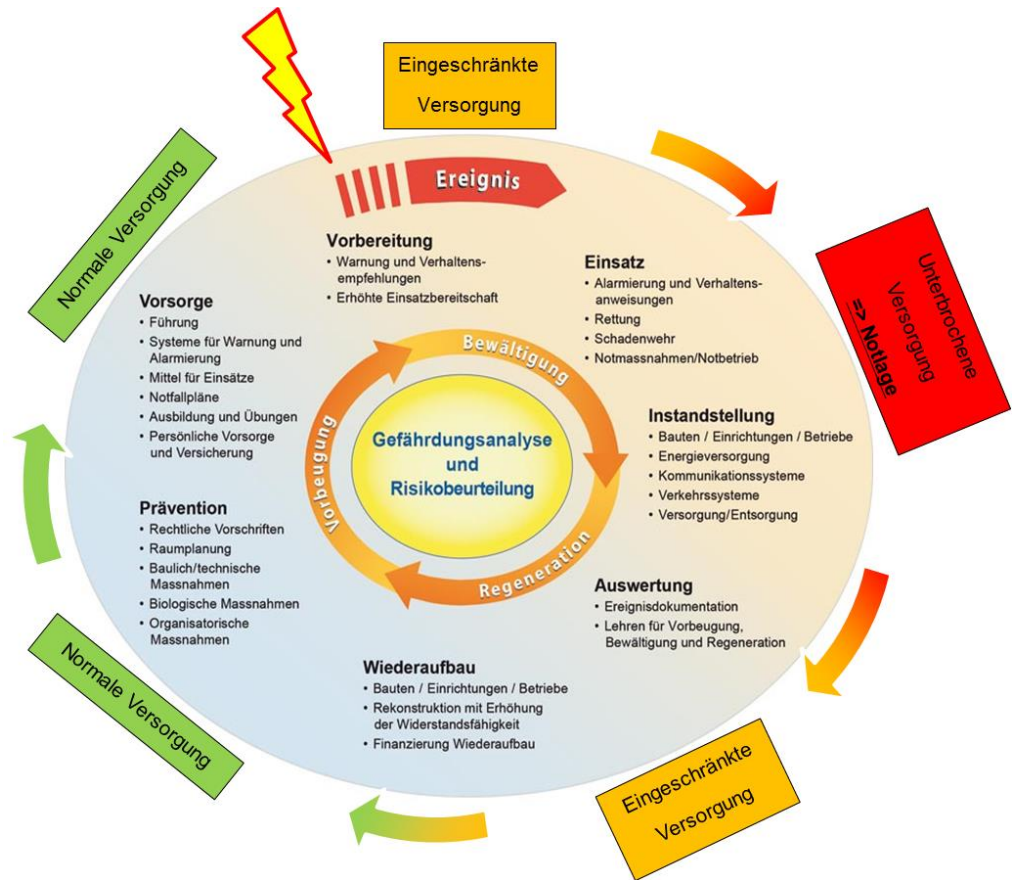 Eingeschränkte
Versorgung
Normale Versorgung
Ereignis
Vorbereitung
• Warnung und Verhaltens-
empfehlungen
• Erhöhte Einsatzbereitschaft
Einsatz
• Alarmierung und Verhaltens-
anweisungen
• Rettung
• Schadenwehr
• Notmassnahmen/Notbetrieb
Unterbrochene
Versorgung
=> Notlage
Vorsorge
• Führung
• Systeme für Warnung und
Alarmierung
• Mittel für Einsätze
• Notfallpläne
• Ausbildung und Übungen
• Persönliche Vorsorge
und Versicherung
Bewältigung
Vorbeugung
Regeneration
Gefährdungsanalyse
und
Risikobeurteilung
Instandstellung
• Bauten / Einrichtungen / Betriebe
• Energieversorgung
• Kommunikationssysteme
• Verkehrssysteme
• Versorgung/Entsorgung
Prävention
• Rechtliche Vorschriften
• Raumplanung
• Baulich/technische
Massnahmen
• Biologische Massnahmen
• Organisatorische
Massnahmen
Auswertung
• Ereignisdokumentation
• Lehren für Vorbeugung,
Bewältigung und Regeneration
Wiederaufbau
• Bauten / Einrichtungen / Betriebe
• Rekonstruktion mit Erhöhung
der Widerstandsfähigkeit
• Finanzierung Wiederaufbau
Normale Versorgung
Eingeschränkte
Versorgung